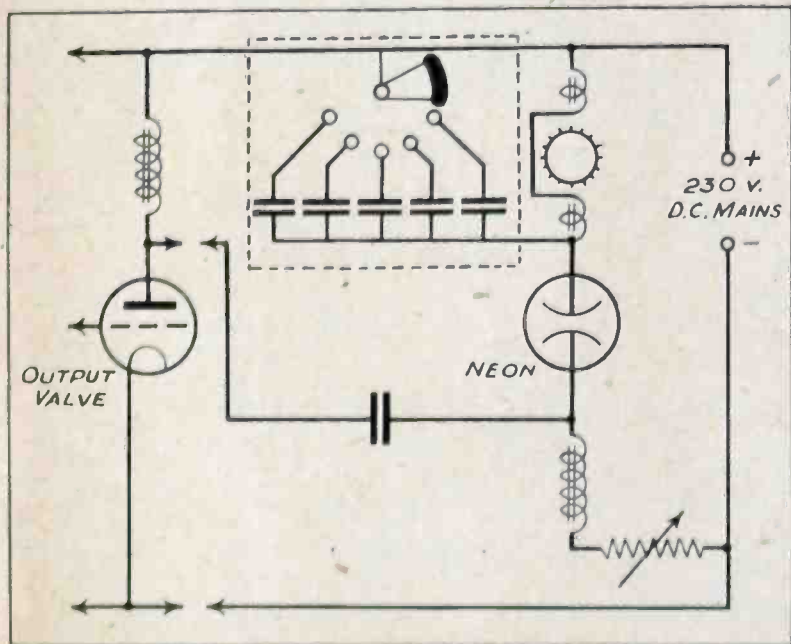 +
230 V.
D.C. MAINS
-
NEON
OUTPUT
VALVE